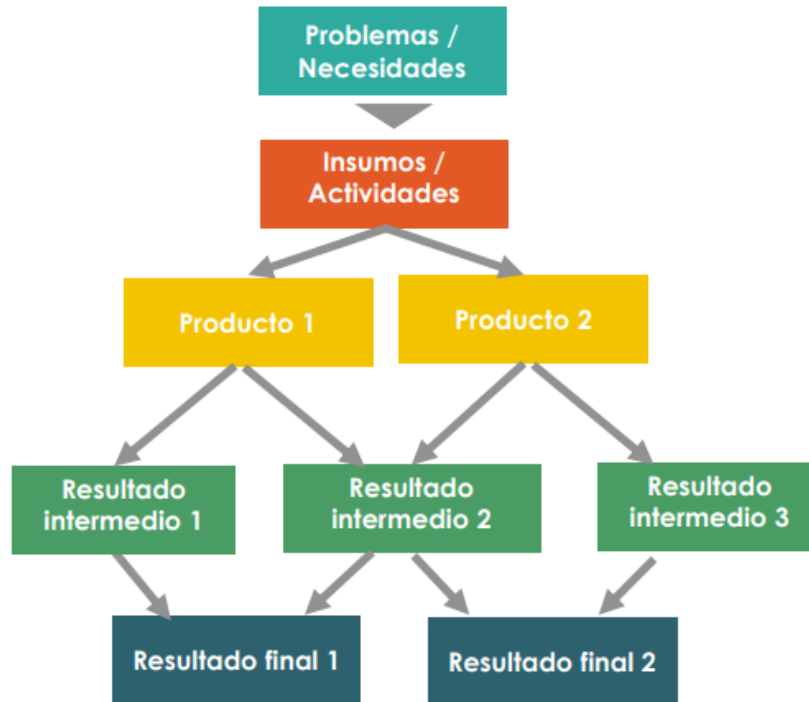 Problemas /
Necesidades
Insumos /
Actividades
Producto 1
Producto 2
Resultado
intermedio 1
Resultado
intermedio 2
Resultado
intermedio 3
Resultado final 1
Resultado final 2